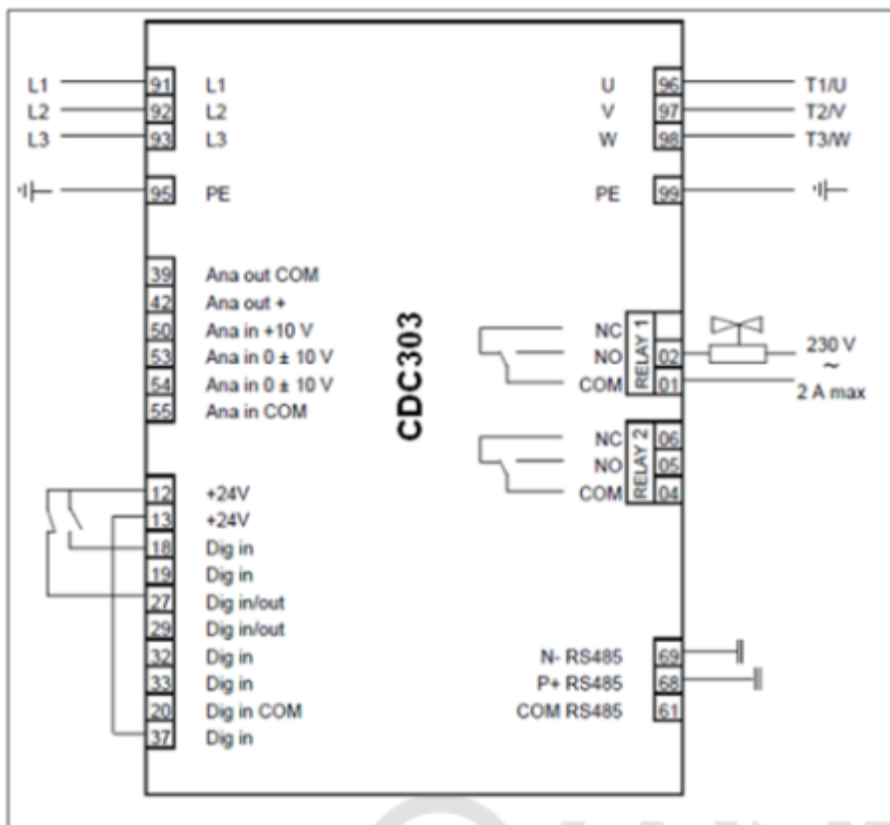 L1 91 L1 U 96 T1/U
L2 92 L2 V 97 T2/V
L3 93 L3 W 98 T3/W
95 PE PE 99
39 Ana out COM
42 Ana out +
50 Ana in +10 V
53 Ana in 0 ± 10 V
54 Ana in 0 ± 10 V
55 Ana in COM
CDC303
NC
NO 02 230 V
~
COM 01 2 A max
RELAY 1
NC 06
NO 05
COM 04
RELAY 2
12 +24V
13 +24V
18 Dig in
19 Dig in
27 Dig in/out
29 Dig in/out
32 Dig in
33 Dig in
20 Dig in COM
37 Dig in
N- RS485 69
P+ RS485 68
COM RS485 61